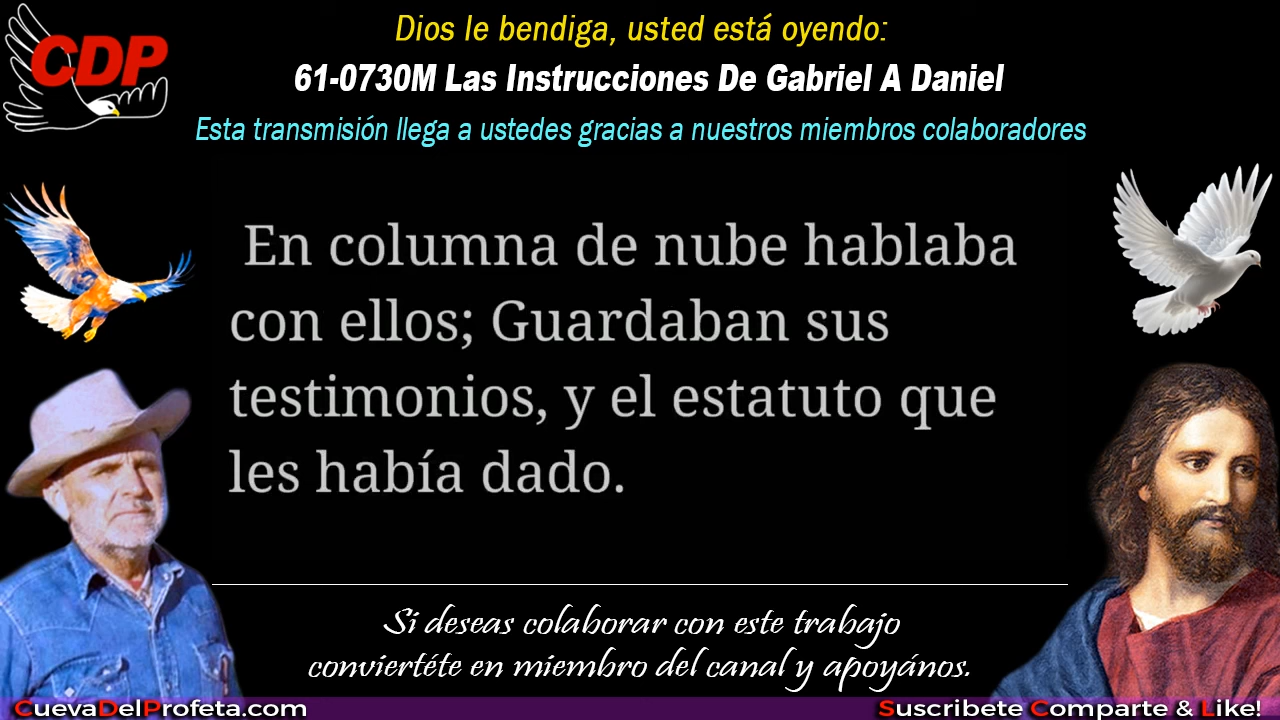 CDP
Dios le bendiga, usted está oyendo:
61-0730M Las Instrucciones De Gabriel A Daniel
Esta transmisión llega a ustedes gracias a nuestros miembros colaboradores
En columna de nube hablaba
con ellos; Guardaban sus
testimonios, y el estatuto que
les había dado.
Si deseas colaborar con este trabajo
conviertéte en miembro del canal y apoyános.
CuevaDelProfeta.com
Suscribete Comparte & Like!